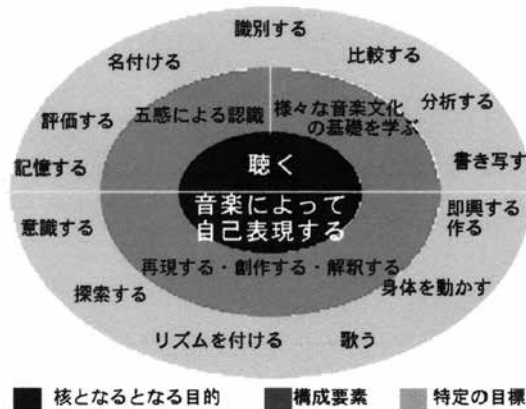 識別する
名付ける
比較する
評価する
五感による認識
様々な音楽文化
の基礎を学ぶ
分析する
記憶する
聴く
書き写す
意識する
音楽によって
自己表現する
即興する
作る
再現する・創作する・解釈する
探索する
身体を動かす
リズムを付ける
歌う
核となるとなる目的
構成要素
特定の目標